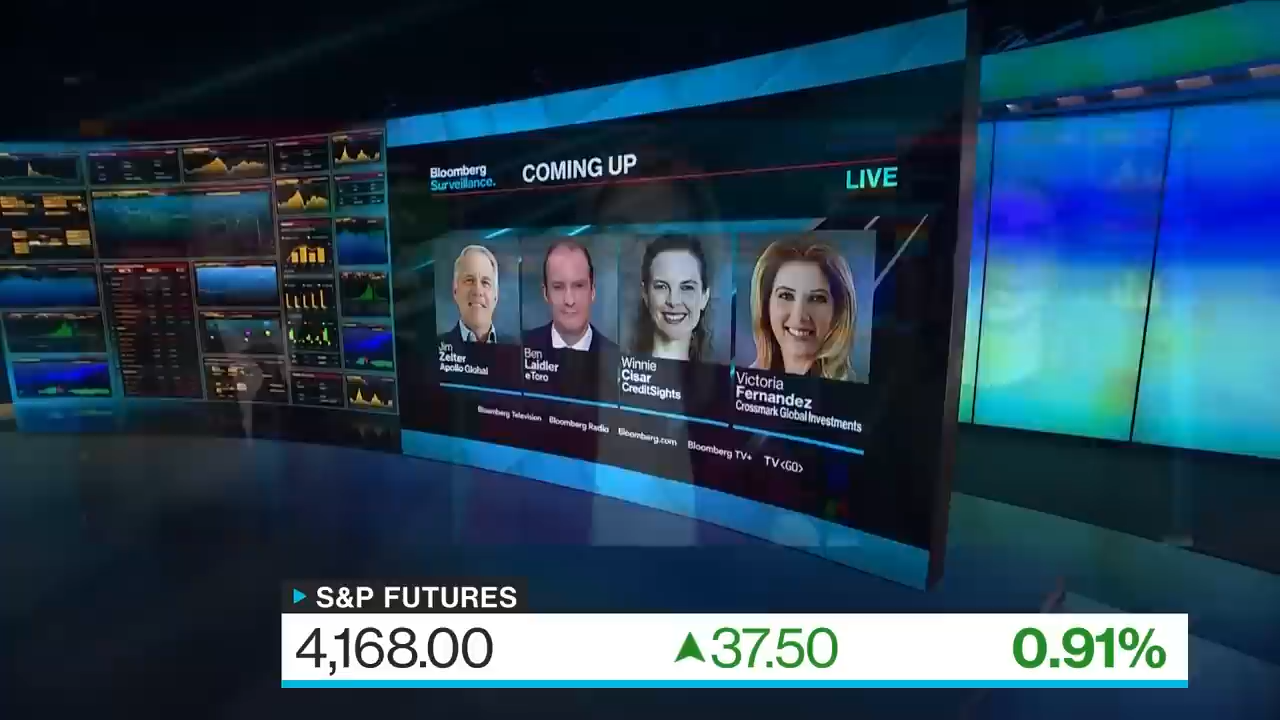 Bloomberg
Surveillance.
COMING UP
LIVE
Jim
Zelter
Apollo Global
Ben
Laidler
eToro
Winnie
Cisar
CreditSights
Victoria
Fernandez
Crossmark Global Investments
Bloomberg Television Bloomberg Radio Bloomberg.com Bloomberg TV+ TV<GO>
S&P FUTURES
4,168.00 ▲37.50 0.91%